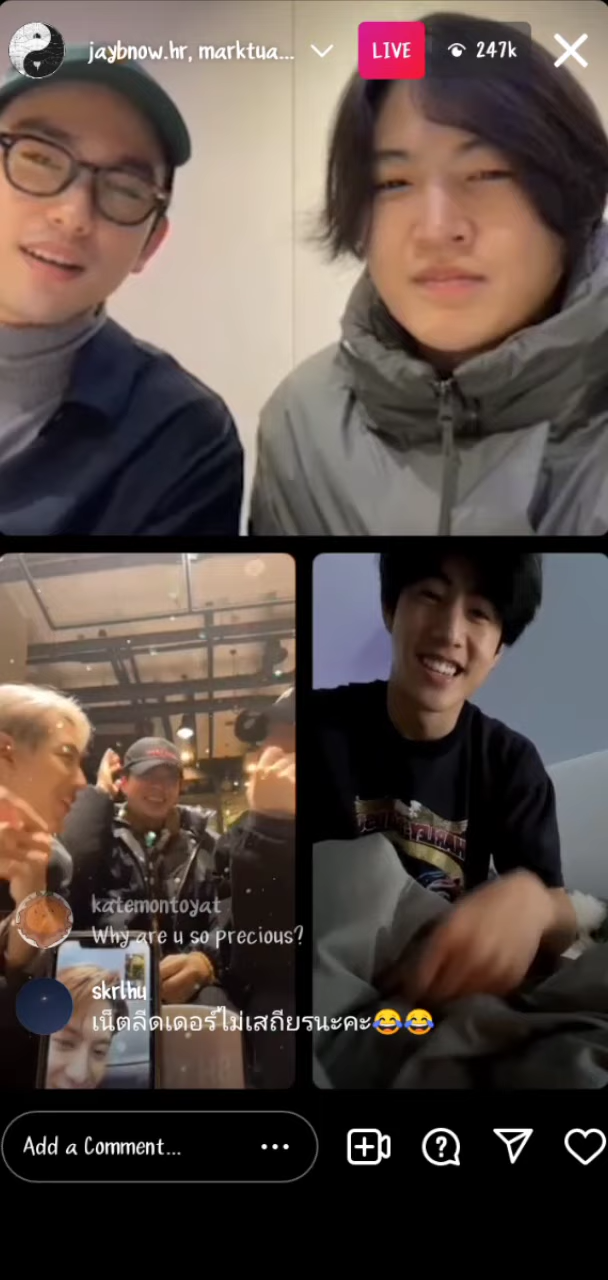 jaybnow.hr, marktua...
LIVE
247k
katemontoyat
Why are u so precious?
skrlhy
เน็ตลีดเดอร์ไม่เสถียรนะคะ😂😂
Add a Comment...